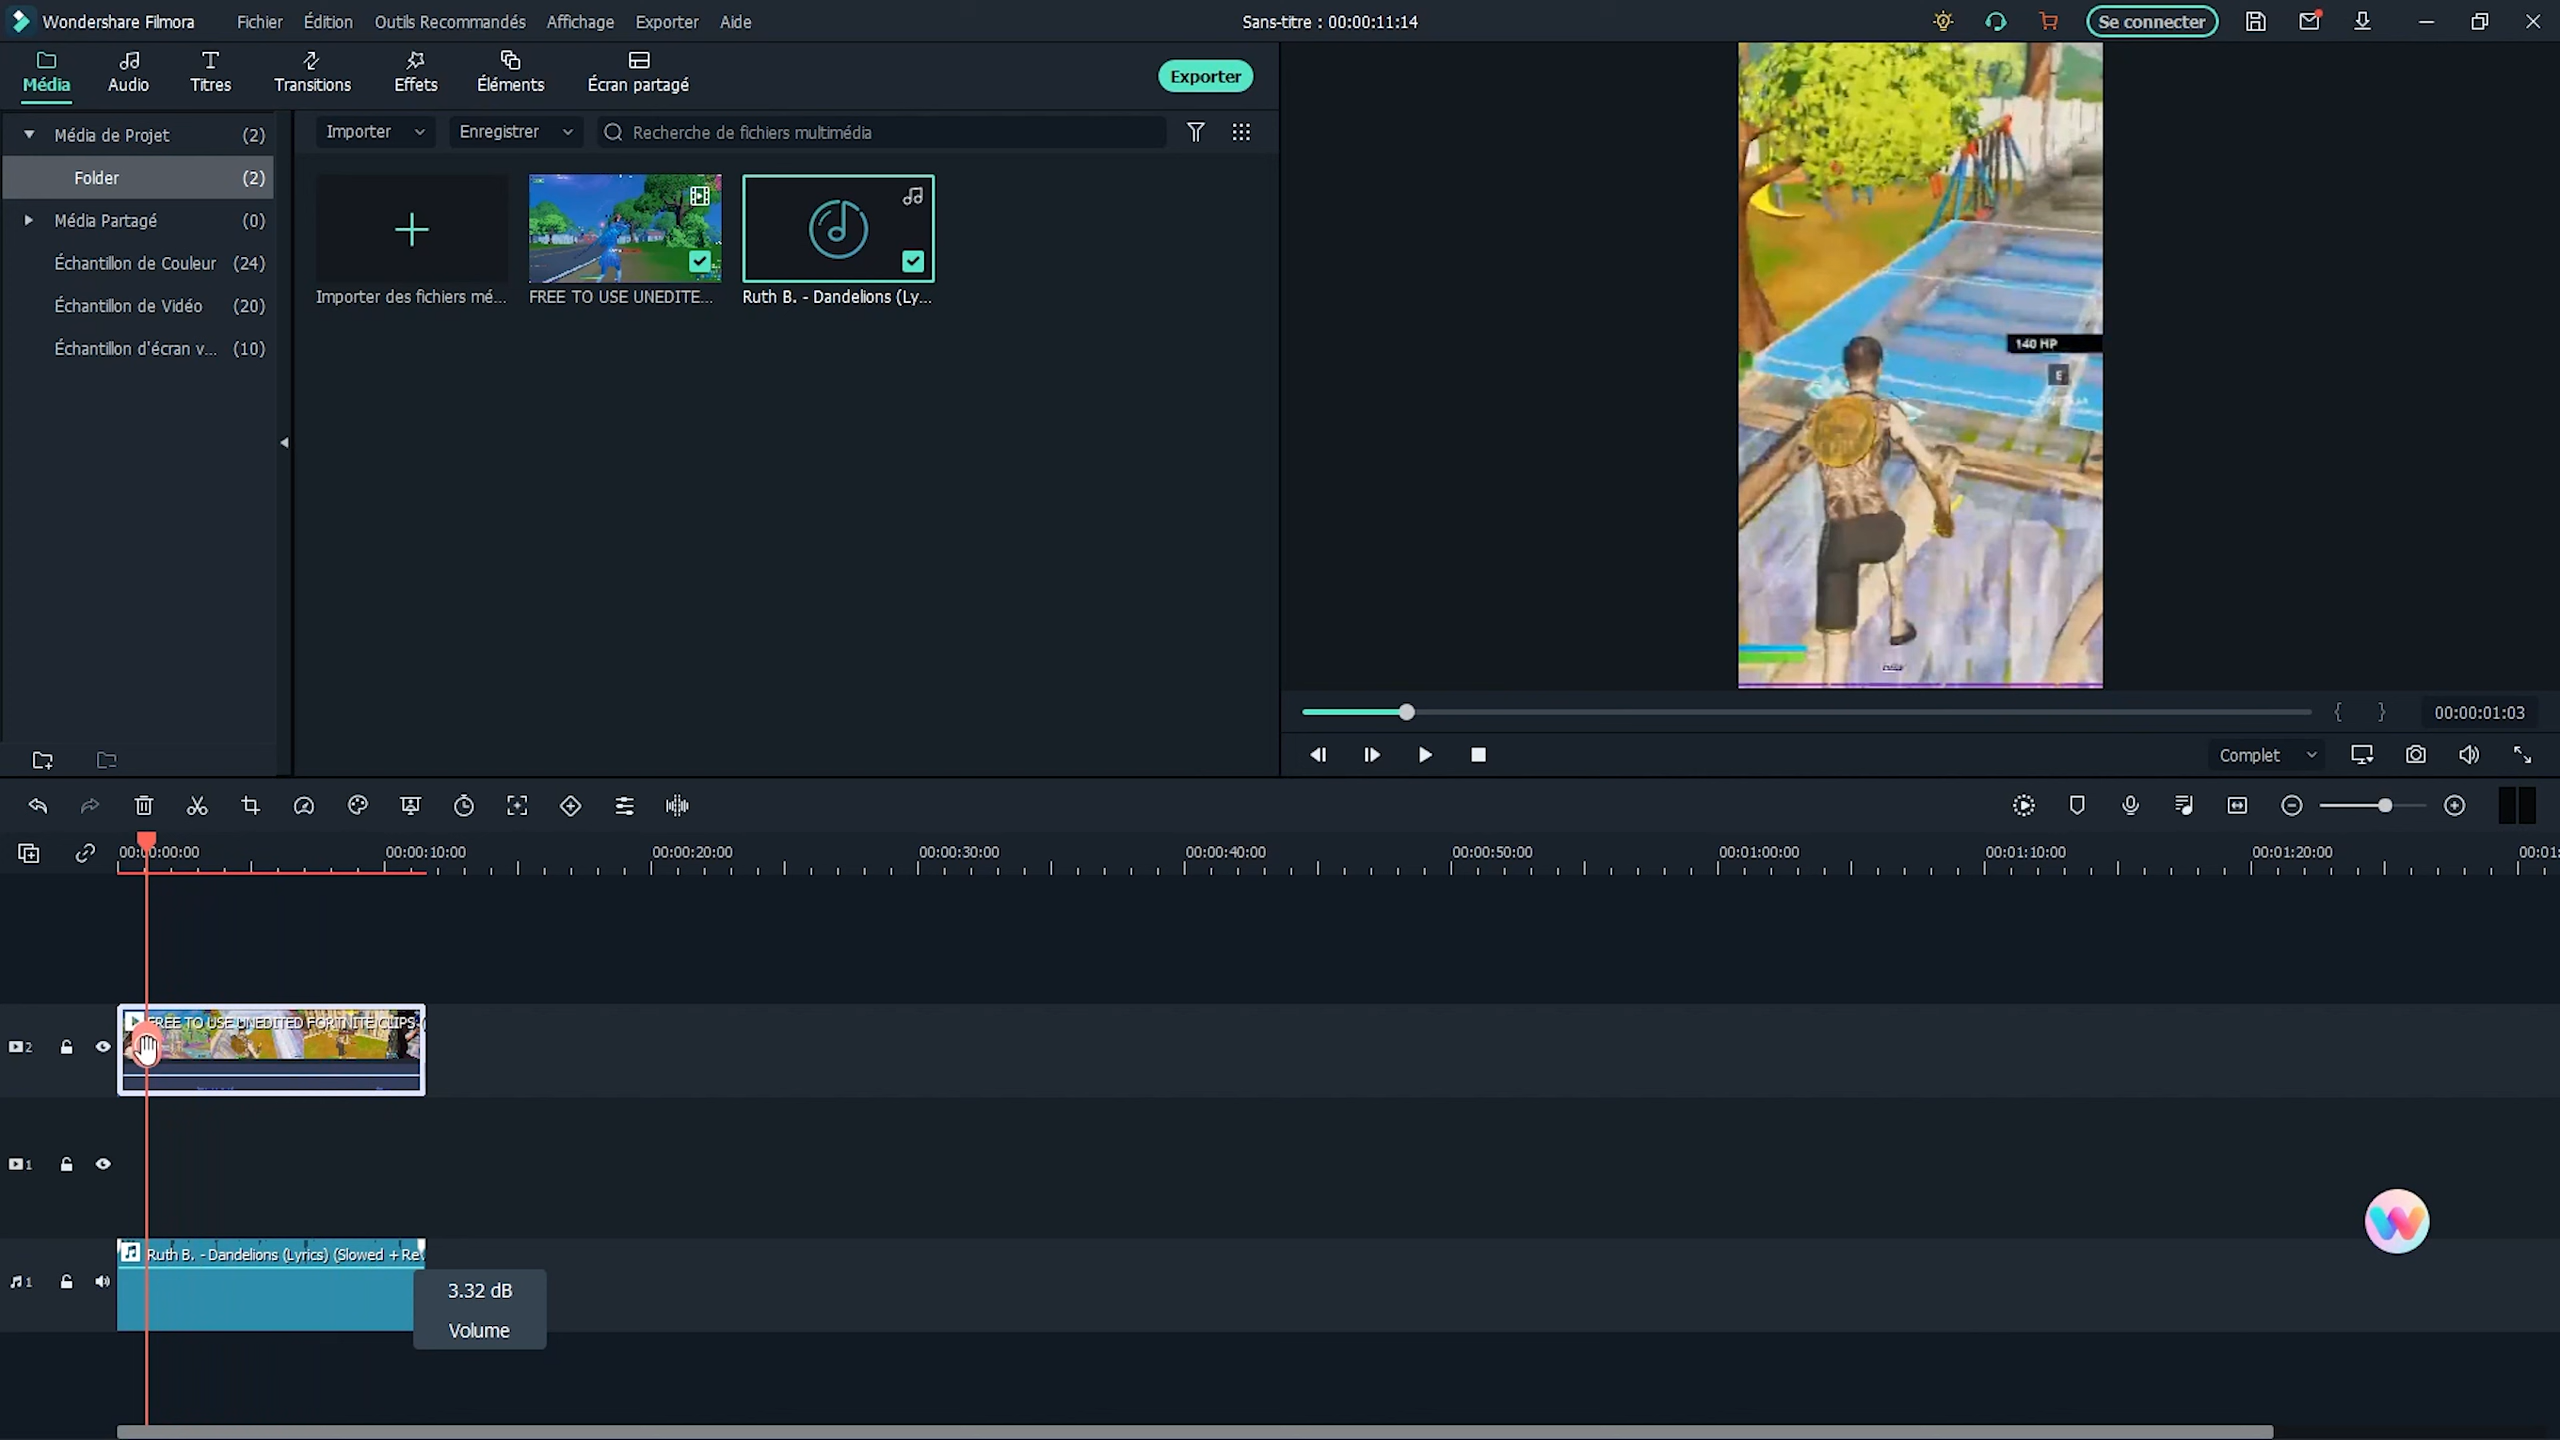 Wondershare Filmora
Fichier
Édition
Outils Recommandés
Affichage
Exporter
Aide
Sans-titre : 00:00:11:14
Se connecter
Média
Audio
Titres
Transitions
Effets
Éléments
Écran partagé
Exporter
Média de Projet (2)
Folder (2)
Média Partagé (0)
Échantillon de Couleur (24)
Échantillon de Vidéo (20)
Échantillon d'écran v... (10)
Importer
Enregistrer
Recherche de fichiers multimédia
Importer des fichiers mé...
FREE TO USE UNEDITE...
Ruth B. - Dandelions (Ly...
140 HP
E
00:00:01:03
Complet
00:00:00:00
00:00:10:00
00:00:20:00
00:00:30:00
00:00:40:00
00:00:50:00
00:01:00:00
00:01:10:00
00:01:20:00
00:01:
2
FREE TO USE UNEDITED FORTNITE CLIPS (
1
1
Ruth B. - Dandelions (Lyrics) (Slowed + Re
3.32 dB
Volume